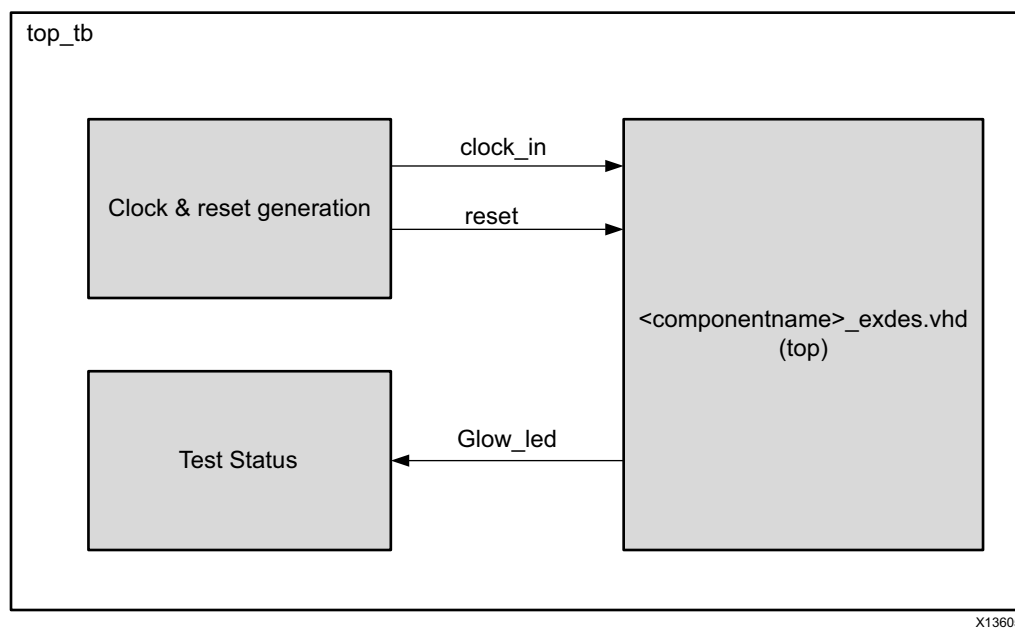 top_tb
clock_in
Clock & reset generation
reset
<componentname>_exdes.vhd
(top)
Glow_led
Test Status